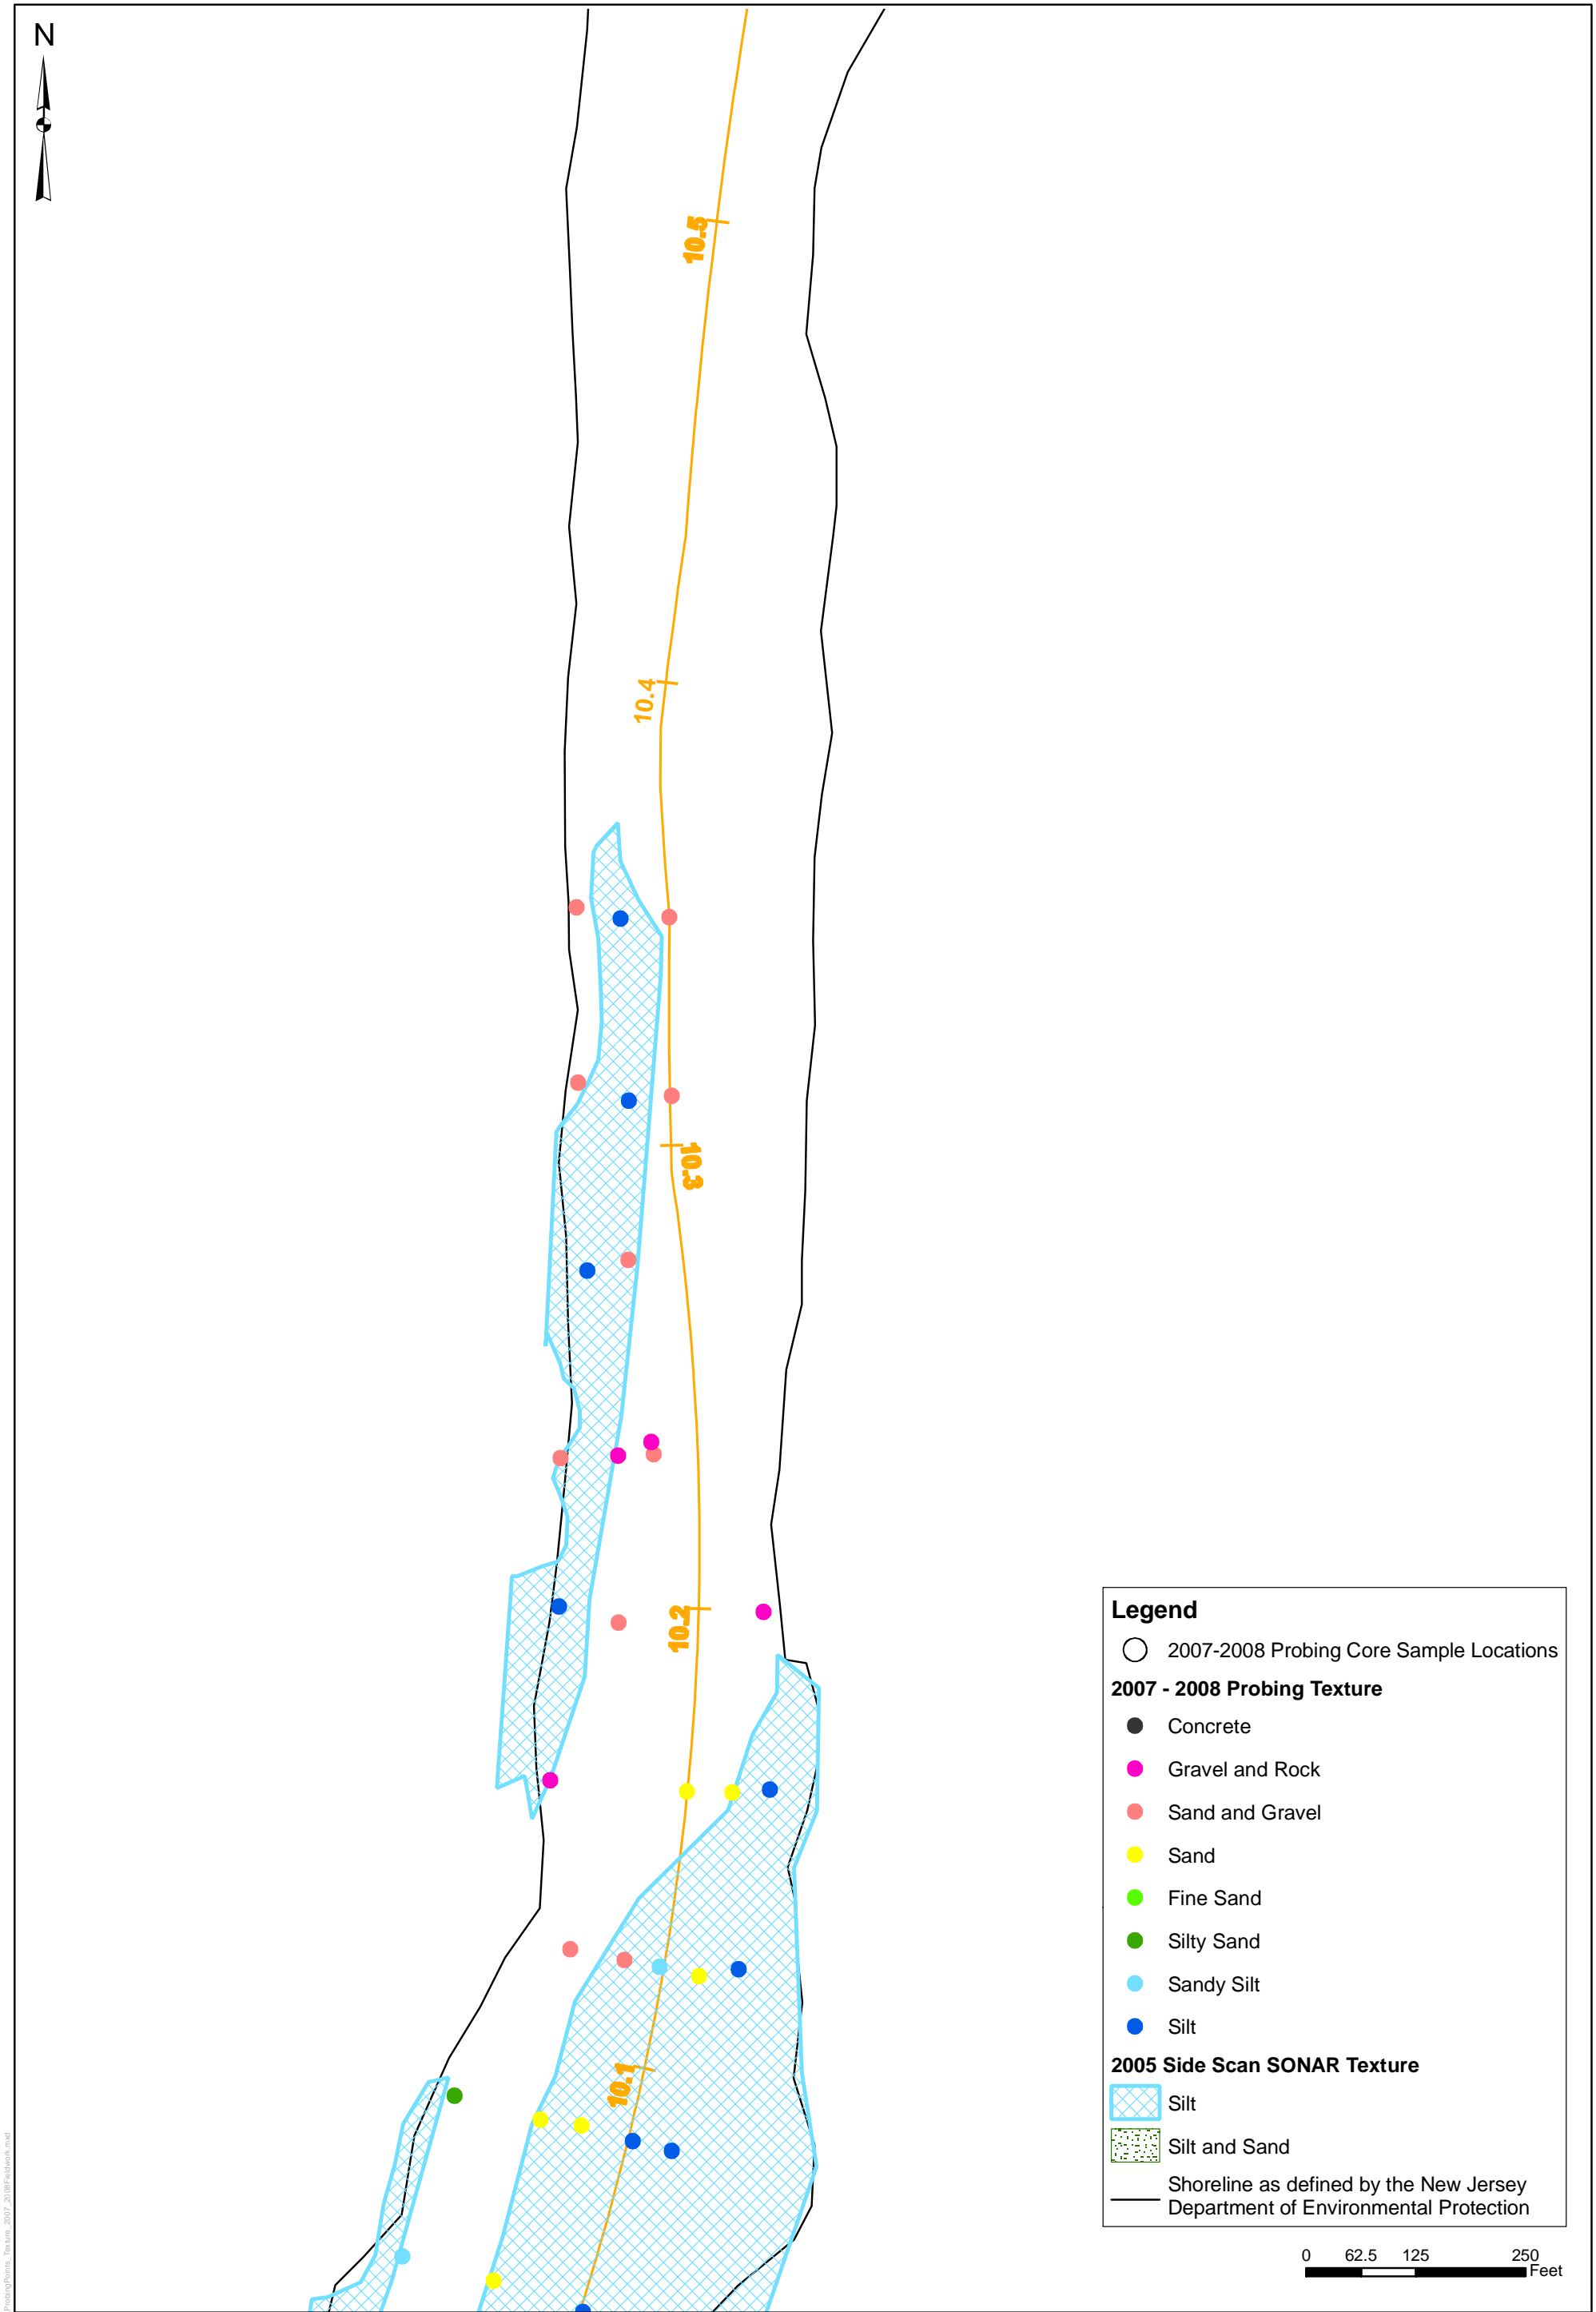 N
10.5
10.4
10.3
10.2
10.1
Legend
2007-2008 Probing Core Sample Locations
2007 - 2008 Probing Texture
Concrete
Gravel and Rock
Sand and Gravel
Sand
Fine Sand
Silty Sand
Sandy Silt
Silt
2005 Side Scan SONAR Texture
Silt
Silt and Sand
Shoreline as defined by the New Jersey
Department of Environmental Protection
0 62.5 125 250
Feet
ProbingPoints_Texture_2007_2008Fieldwork.mxd